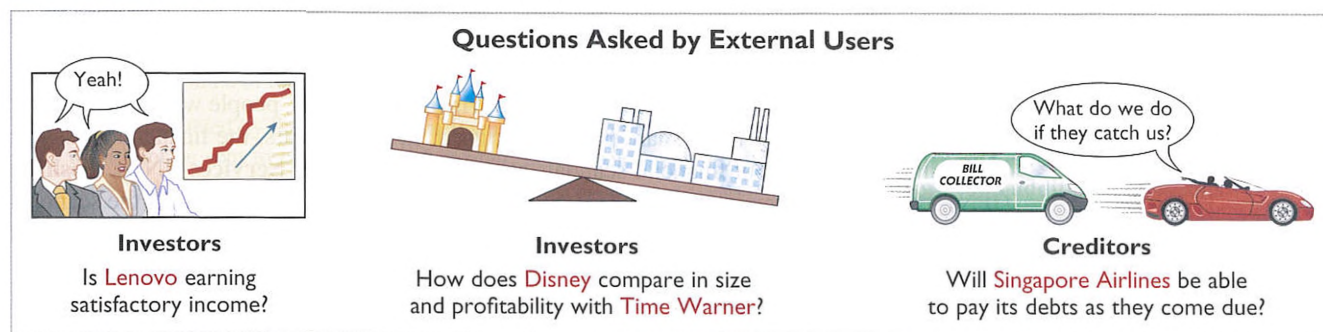 Questions Asked by External Users
Yeah!
Investors
Is Lenovo earning
satisfactory income?
Investors
How does Disney compare in size
and profitability with Time Warner?
What do we do
if they catch us?
BILL
COLLECTOR
Creditors
Will Singapore Airlines be able
to pay its debts as they come due?